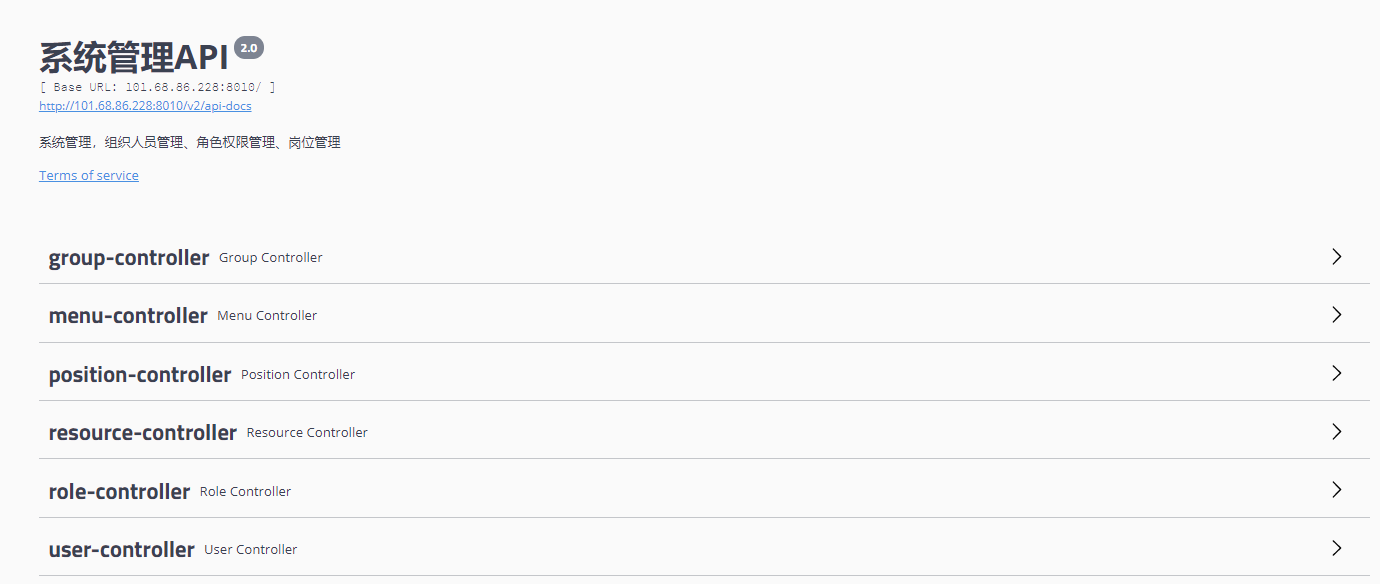 系统管理API 2.0
[ Base URL: 101.68.86.228:8010/ ]
http://101.68.86.228:8010/v2/api-docs
系统管理，组织人员管理、角色权限管理、岗位管理
Terms of service
group-controller Group Controller
menu-controller Menu Controller
position-controller Position Controller
resource-controller Resource Controller
role-controller Role Controller
user-controller User Controller